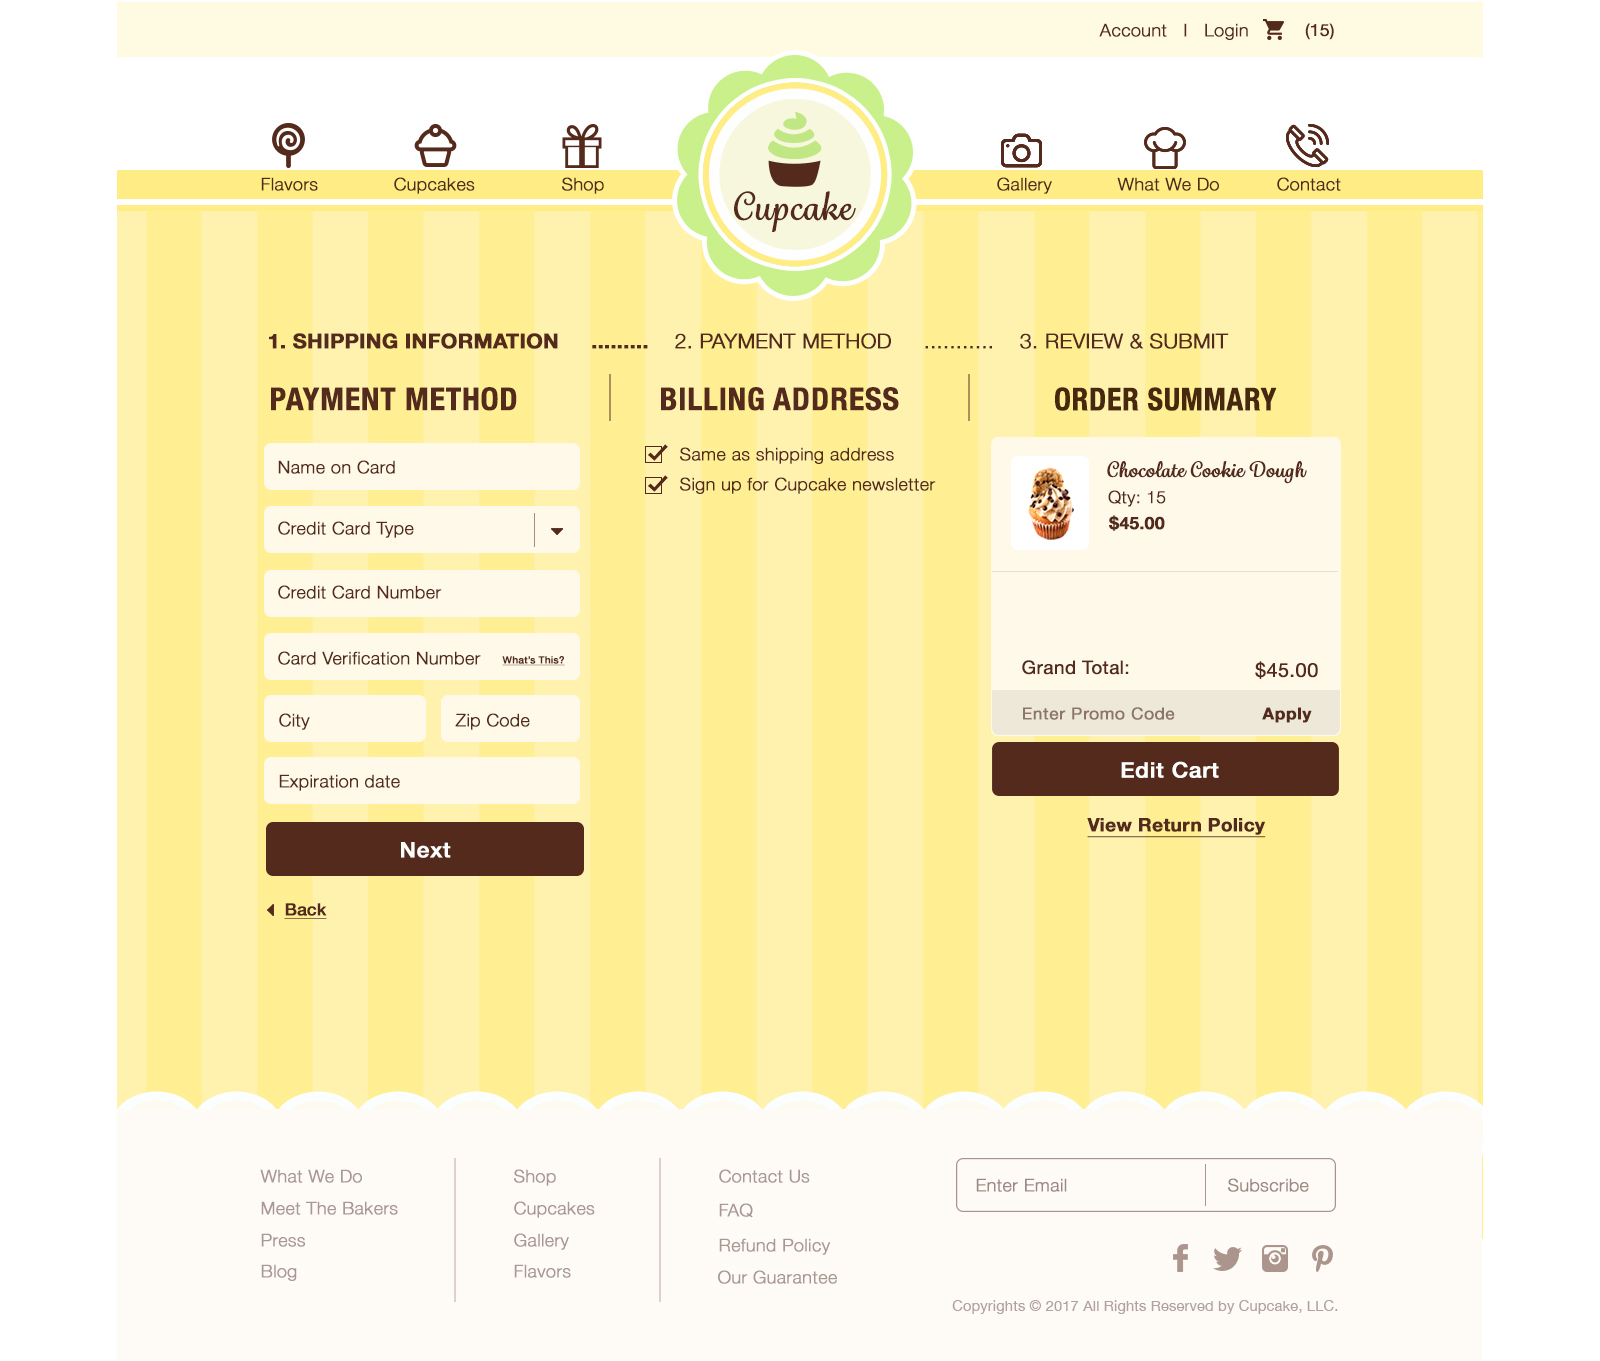 Account | Login (15)
Flavors Cupcakes Shop Gallery What We Do Contact
Cupcake
1. SHIPPING INFORMATION ......... 2. PAYMENT METHOD ........... 3. REVIEW & SUBMIT
PAYMENT METHOD
Name on Card
Credit Card Type
Credit Card Number
Card Verification Number What's This?
City Zip Code
Expiration date
Next
Back
BILLING ADDRESS
Same as shipping address
Sign up for Cupcake newsletter
ORDER SUMMARY
Chocolate Cookie Dough
Qty: 15
$45.00
Grand Total: $45.00
Enter Promo Code Apply
Edit Cart
View Return Policy
What We Do
Meet The Bakers
Press
Blog
Shop
Cupcakes
Gallery
Flavors
Contact Us
FAQ
Refund Policy
Our Guarantee
Enter Email Subscribe
Copyrights © 2017 All Rights Reserved by Cupcake, LLC.